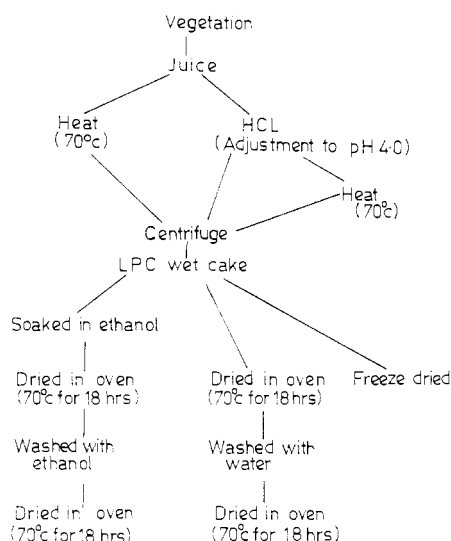 Vegetation
Juice
Heat
(70°c)
HCL
(Adjustment to pH 4.0)
Heat
(70°c)
Centrifuge
LPC wet cake
Soaked in ethanol
Dried in oven
(70°c for 18 hrs)
Dried in oven
(70°c for 18 hrs)
Freeze dried
Washed with
ethanol
Washed with
water
Dried in oven
(70°c for 18 hrs)
Dried in oven
(70°c for 18 hrs)